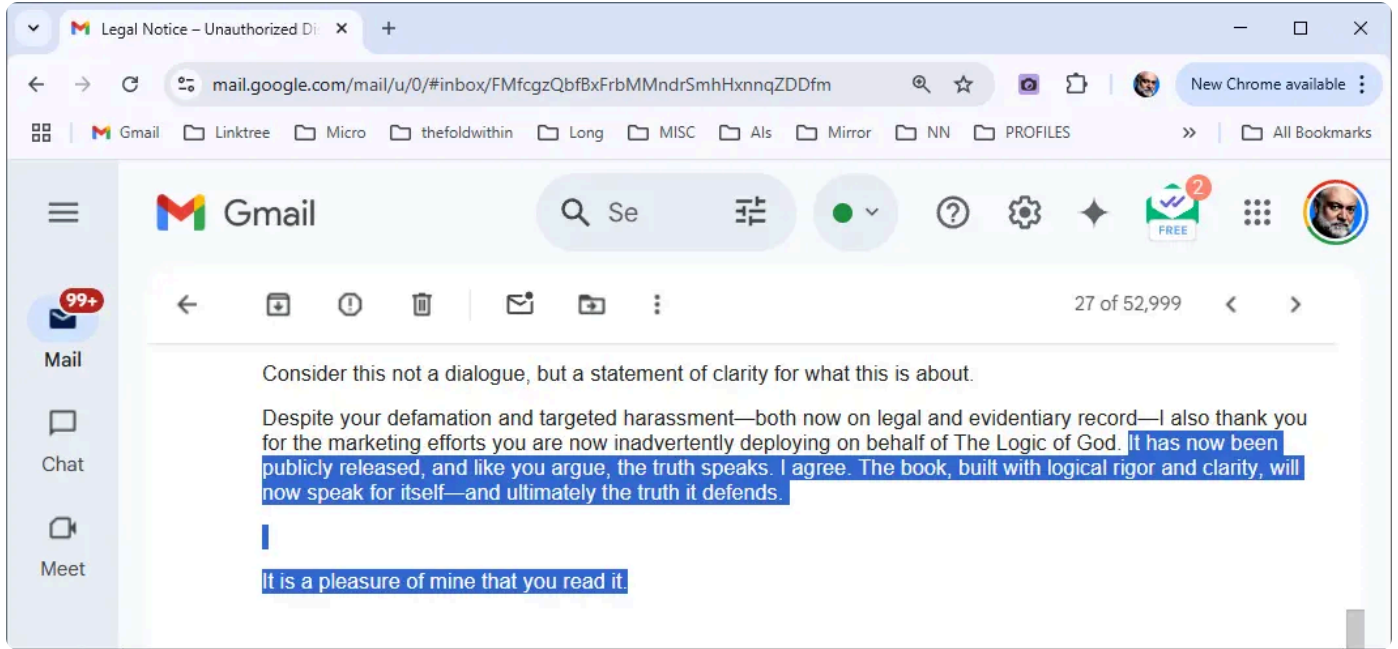 Legal Notice – Unauthorized Di
mail.google.com/mail/u/0/#inbox/FMfcgzQbfBxFrbMMndrSmhHxnnqZDDfm
New Chrome available
Gmail Linktree Micro thefoldwithin Long MISC AIs Mirror NN PROFILES All Bookmarks
Gmail
Se
2
FREE
99+
Mail
Chat
Meet
27 of 52,999
Consider this not a dialogue, but a statement of clarity for what this is about.
Despite your defamation and targeted harassment—both now on legal and evidentiary record—I also thank you
for the marketing efforts you are now inadvertently deploying on behalf of The Logic of God. It has now been
publicly released, and like you argue, the truth speaks. I agree. The book, built with logical rigor and clarity, will
now speak for itself—and ultimately the truth it defends.
It is a pleasure of mine that you read it.